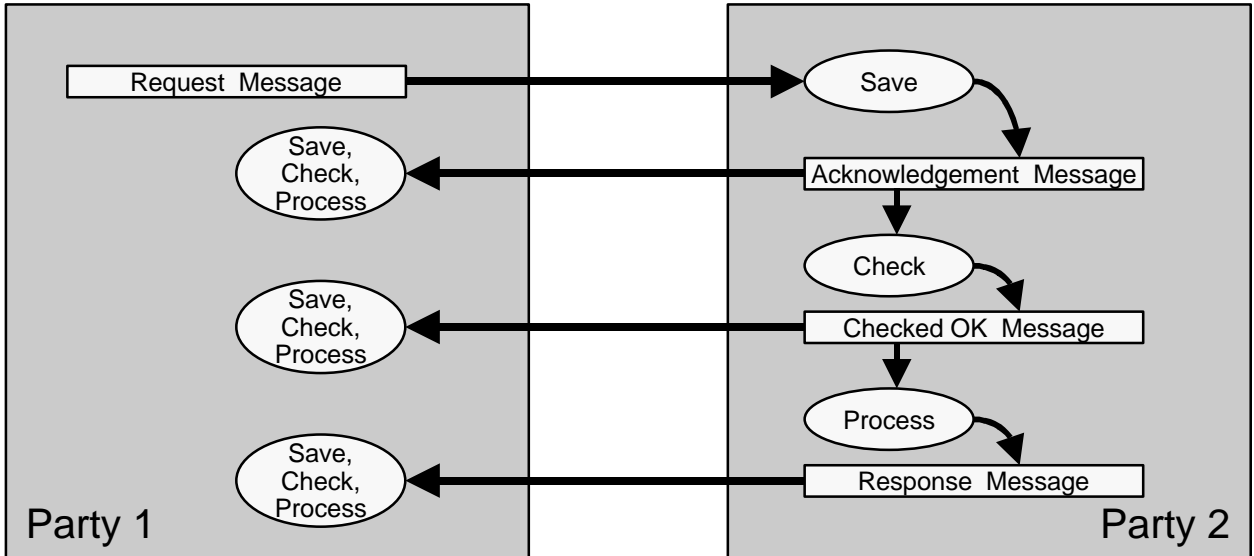 Request Message
Save
Save,
Check,
Process
Acknowledgement Message
Check
Save,
Check,
Process
Checked OK Message
Process
Save,
Check,
Process
Response Message
Party 1
Party 2